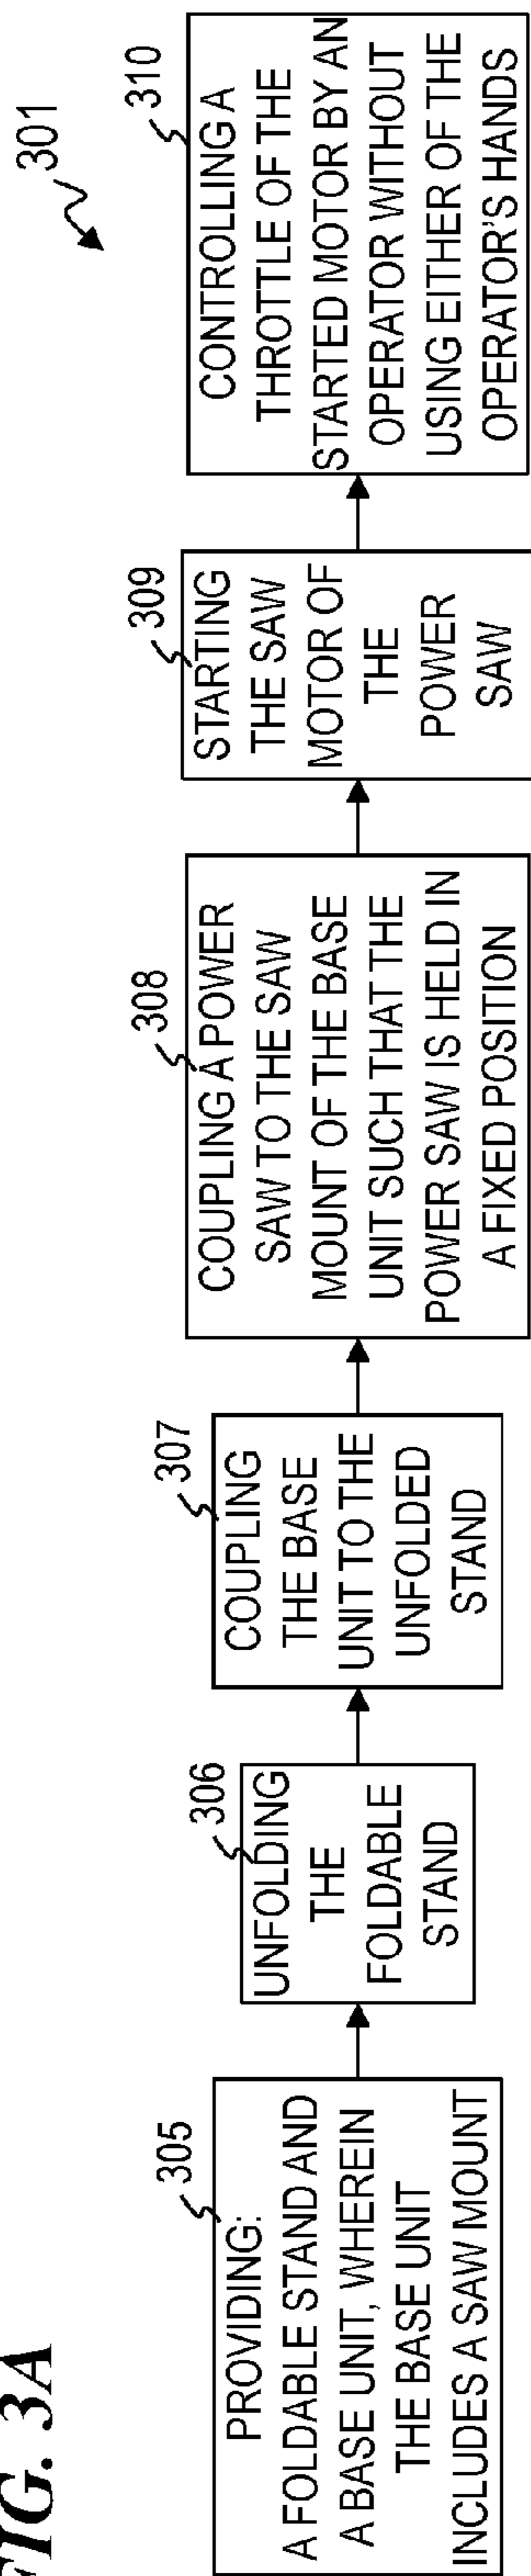 FIG. 3A
301
305
PROVIDING:
A FOLDABLE STAND AND
A BASE UNIT, WHEREIN
THE BASE UNIT
INCLUDES A SAW MOUNT
306
UNFOLDING
THE
FOLDABLE
STAND
307
COUPLING
THE BASE
UNIT TO THE
UNFOLDED
STAND
308
COUPLING A POWER
SAW TO THE SAW
MOUNT OF THE BASE
UNIT SUCH THAT THE
POWER SAW IS HELD IN
A FIXED POSITION
309
STARTING
THE SAW
MOTOR OF
THE
POWER
SAW
310
CONTROLLING A
THROTTLE OF THE
STARTED MOTOR BY AN
OPERATOR WITHOUT
USING EITHER OF THE
OPERATOR'S HANDS